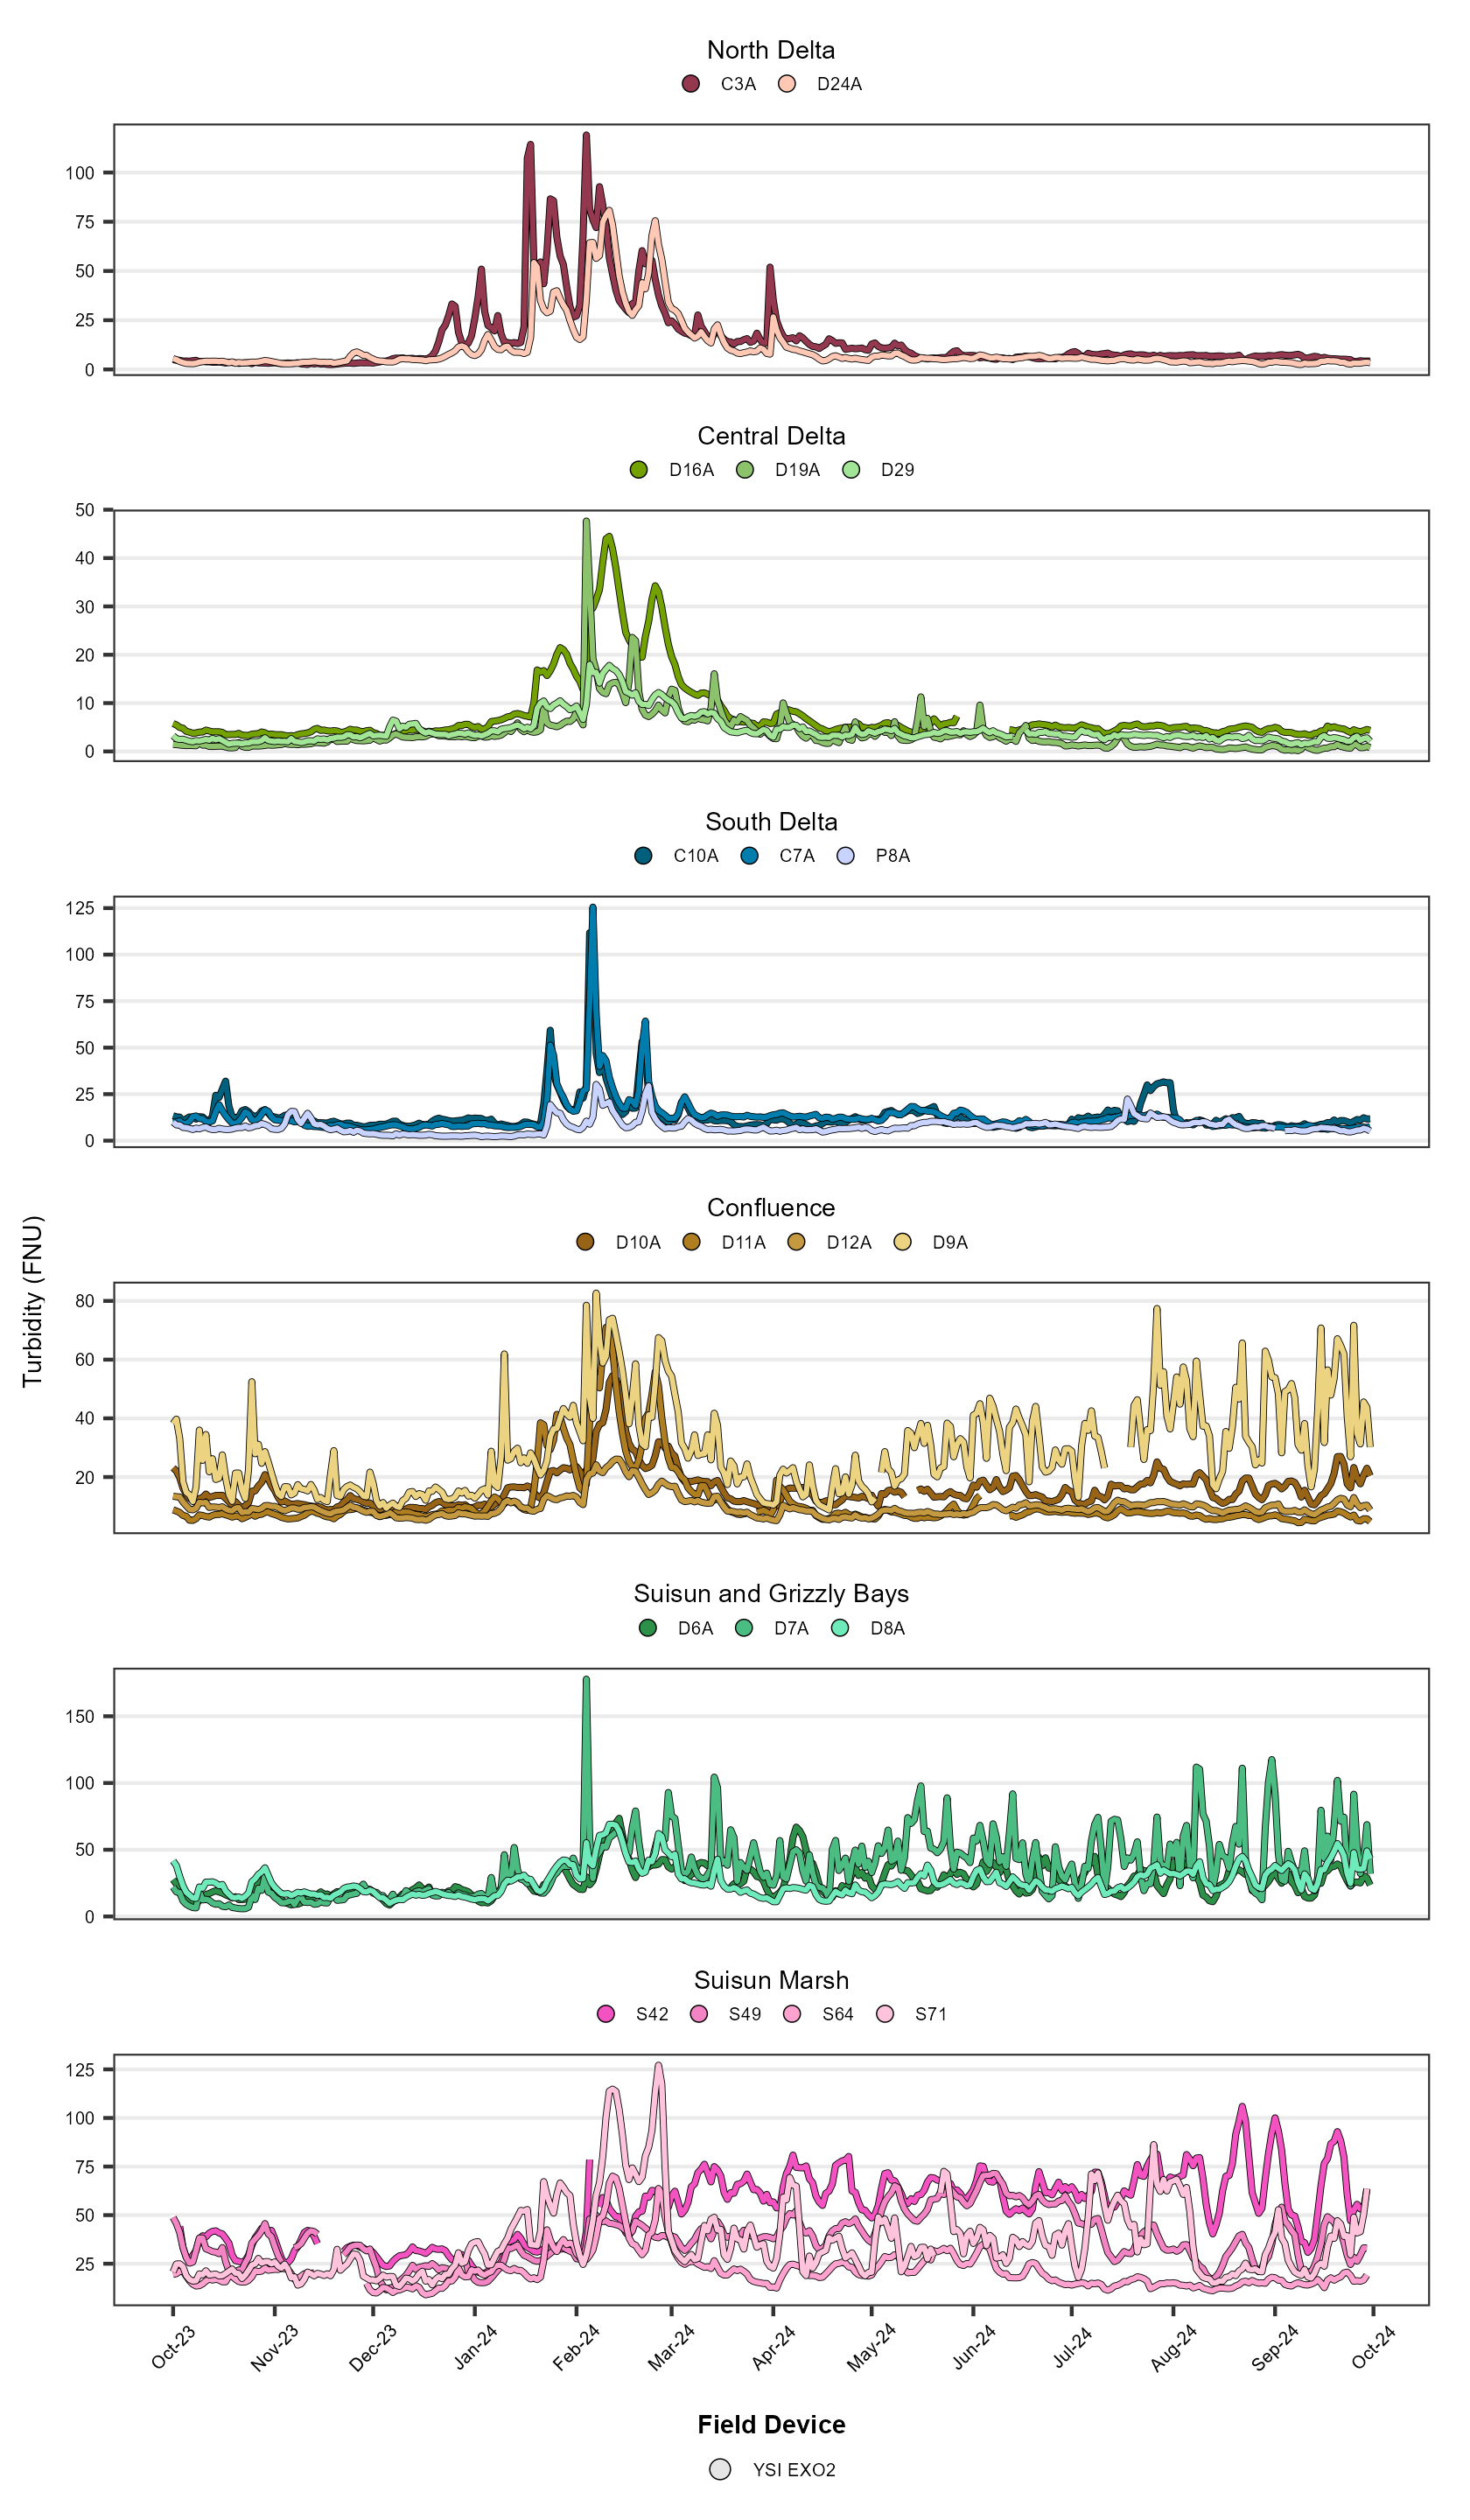 North Delta
C3A D24A
100
75
50
25
0
Central Delta
D16A D19A D29
50
40
30
20
10
0
South Delta
C10A C7A P8A
125
100
75
50
25
0
Turbidity (FNU)
Confluence
D10A D11A D12A D9A
80
60
40
20
Suisun and Grizzly Bays
D6A D7A D8A
150
100
50
0
Suisun Marsh
S42 S49 S64 S71
125
100
75
50
25
Oct-23 Nov-23 Dec-23 Jan-24 Feb-24 Mar-24 Apr-24 May-24 Jun-24 Jul-24 Aug-24 Sep-24 Oct-24
Field Device
YSI EXO2